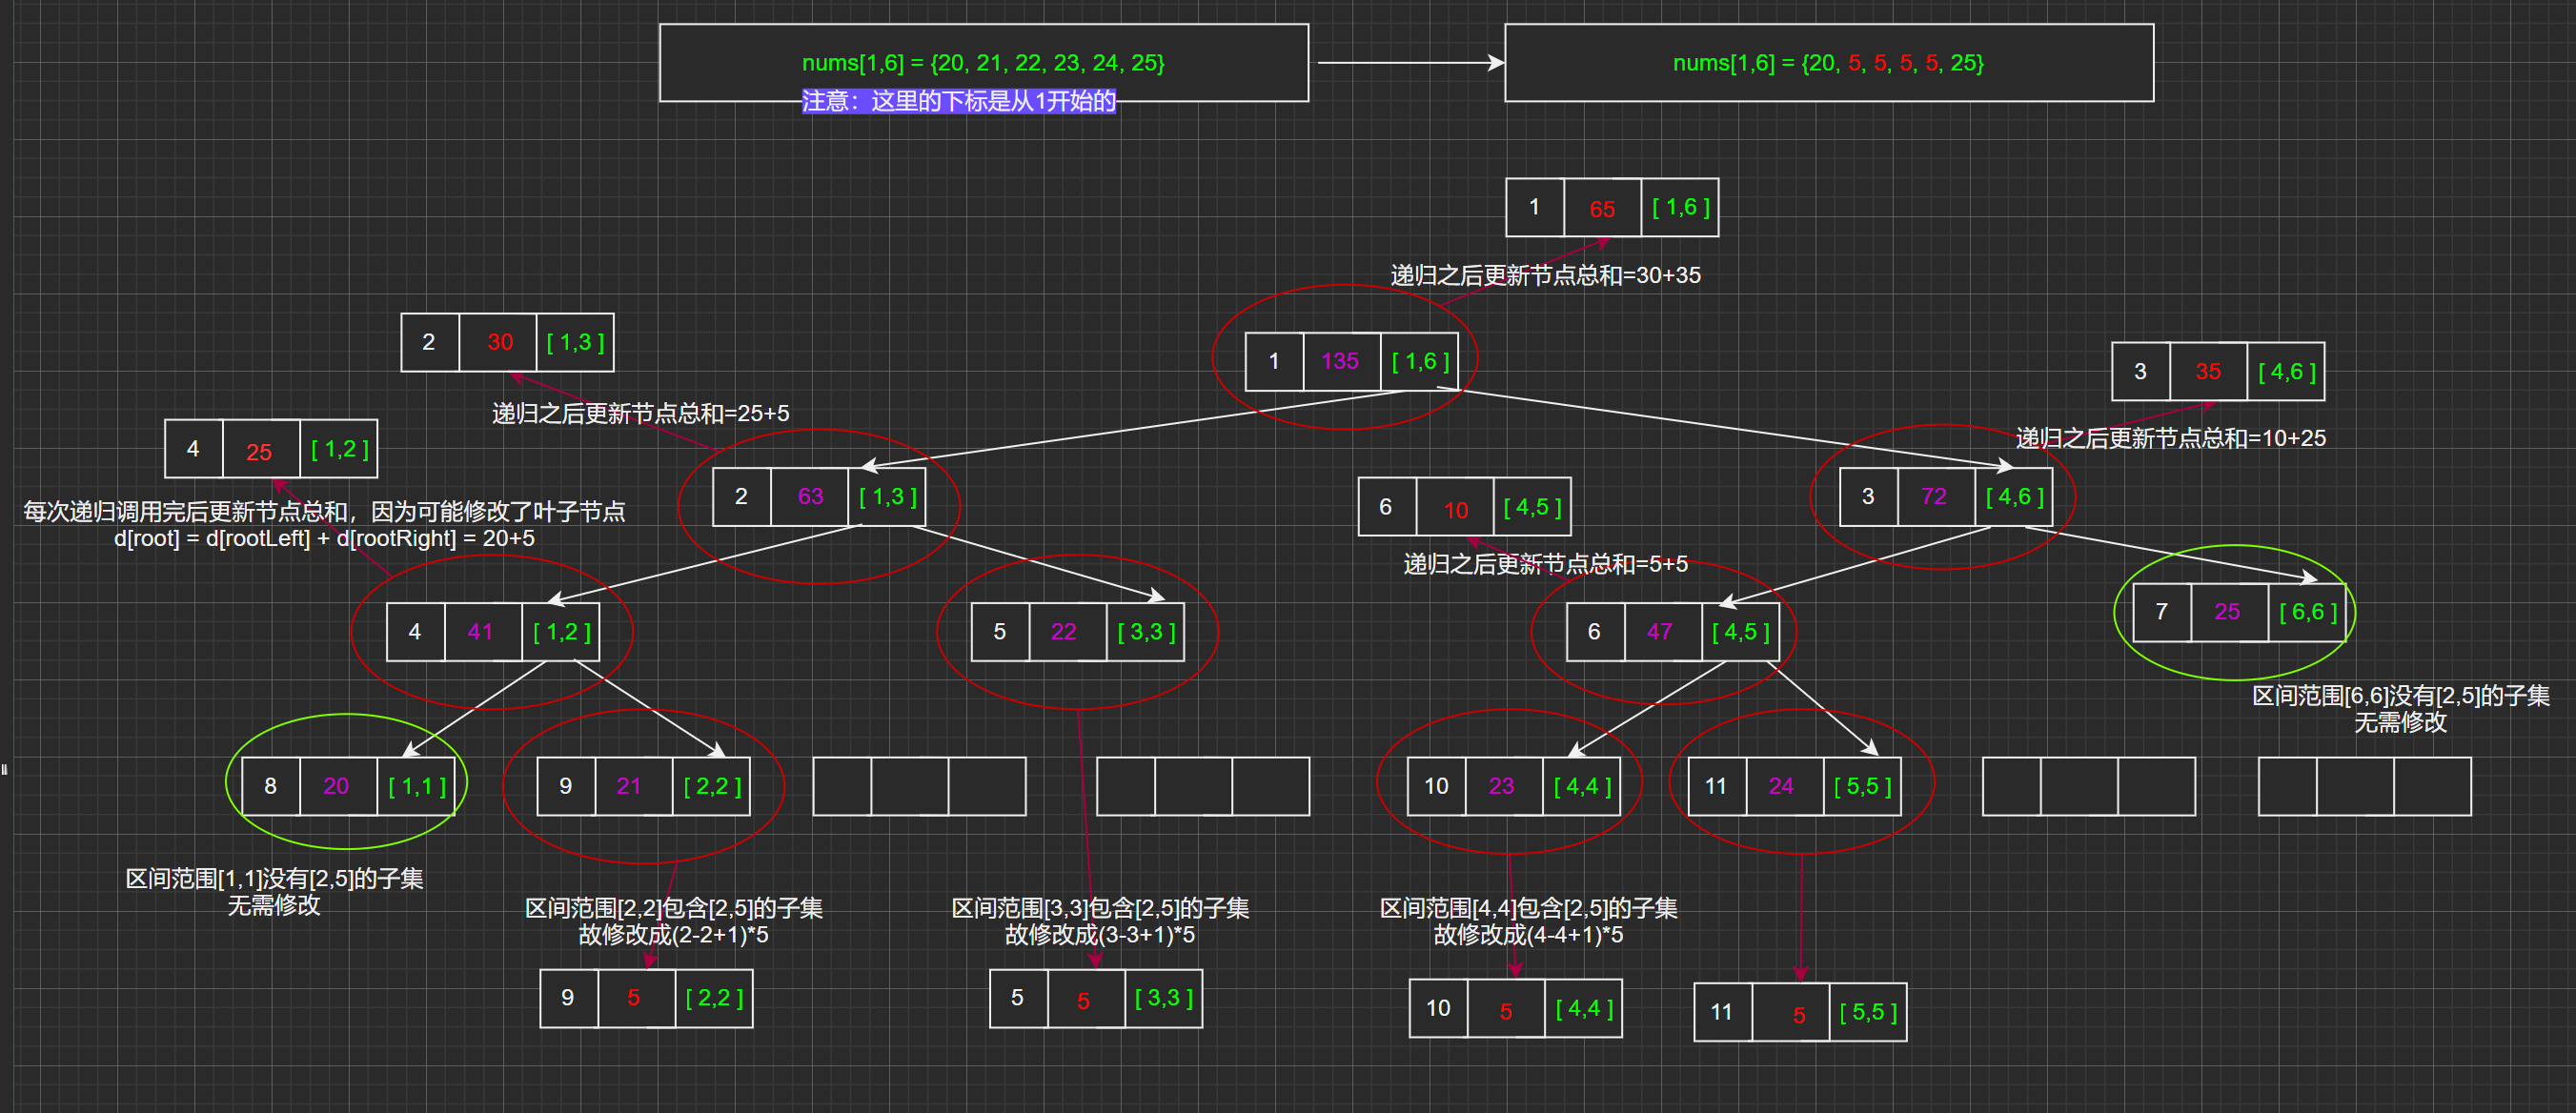 nums[1,6] = {20, 21, 22, 23, 24, 25}
注意：这里的下标是从1开始的
nums[1,6] = {20, 5, 5, 5, 5, 25}
1 65 [ 1,6 ]
递归之后更新节点总和=30+35
2 30 [ 1,3 ]
1 135 [ 1,6 ]
3 35 [ 4,6 ]
递归之后更新节点总和=25+5
4 25 [ 1,2 ]
递归之后更新节点总和=10+25
2 63 [ 1,3 ]
3 72 [ 4,6 ]
6 10 [ 4,5 ]
每次递归调用完后更新节点总和，因为可能修改了叶子节点
d[root] = d[rootLeft] + d[rootRight] = 20+5
递归之后更新节点总和=5+5
4 41 [ 1,2 ]
5 22 [ 3,3 ]
6 47 [ 4,5 ]
7 25 [ 6,6 ]
区间范围[6,6]没有[2,5]的子集
无需修改
8 20 [ 1,1 ]
9 21 [ 2,2 ]
10 23 [ 4,4 ]
11 24 [ 5,5 ]
区间范围[1,1]没有[2,5]的子集
无需修改
区间范围[2,2]包含[2,5]的子集
故修改成(2-2+1)*5
区间范围[3,3]包含[2,5]的子集
故修改成(3-3+1)*5
区间范围[4,4]包含[2,5]的子集
故修改成(4-4+1)*5
9 5 [ 2,2 ]
5 5 [ 3,3 ]
10 5 [ 4,4 ]
11 5 [ 5,5 ]